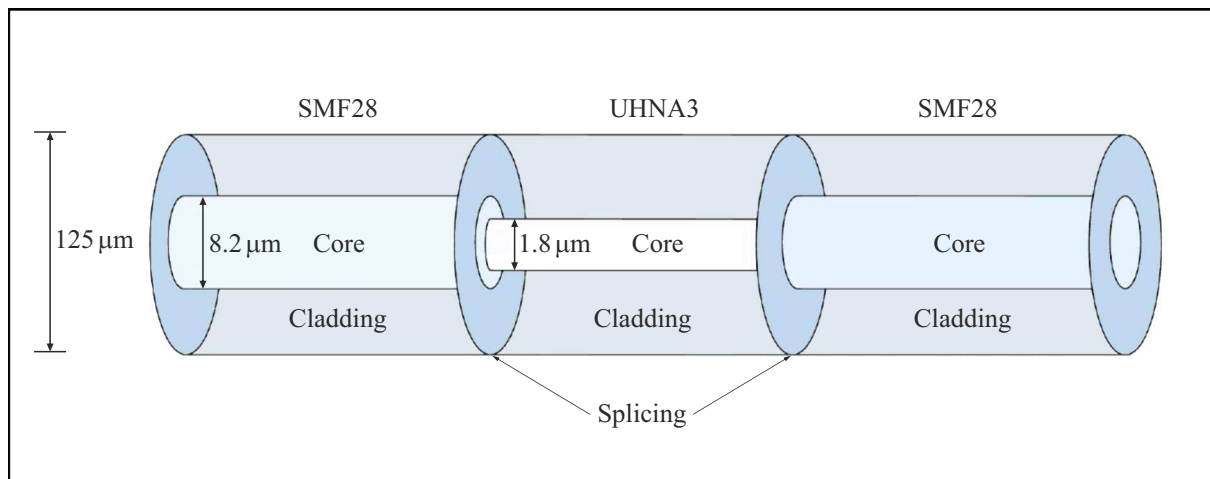 SMF28 UHNA3 SMF28
125 µm
8.2 µm Core 1.8 µm Core Core
Cladding Cladding Cladding
Splicing